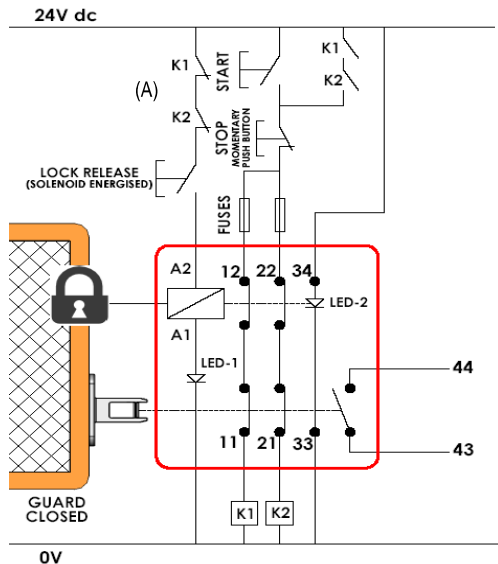 24V dc
K1
START
K1
(A)
K2
K2
STOP
MOMENTARY
PUSH BUTTON
LOCK RELEASE
(SOLENOID ENERGISED)
FUSES
A2
12
22
34
LED-2
A1
LED-1
44
11
21
33
43
K1
K2
GUARD
CLOSED
0V